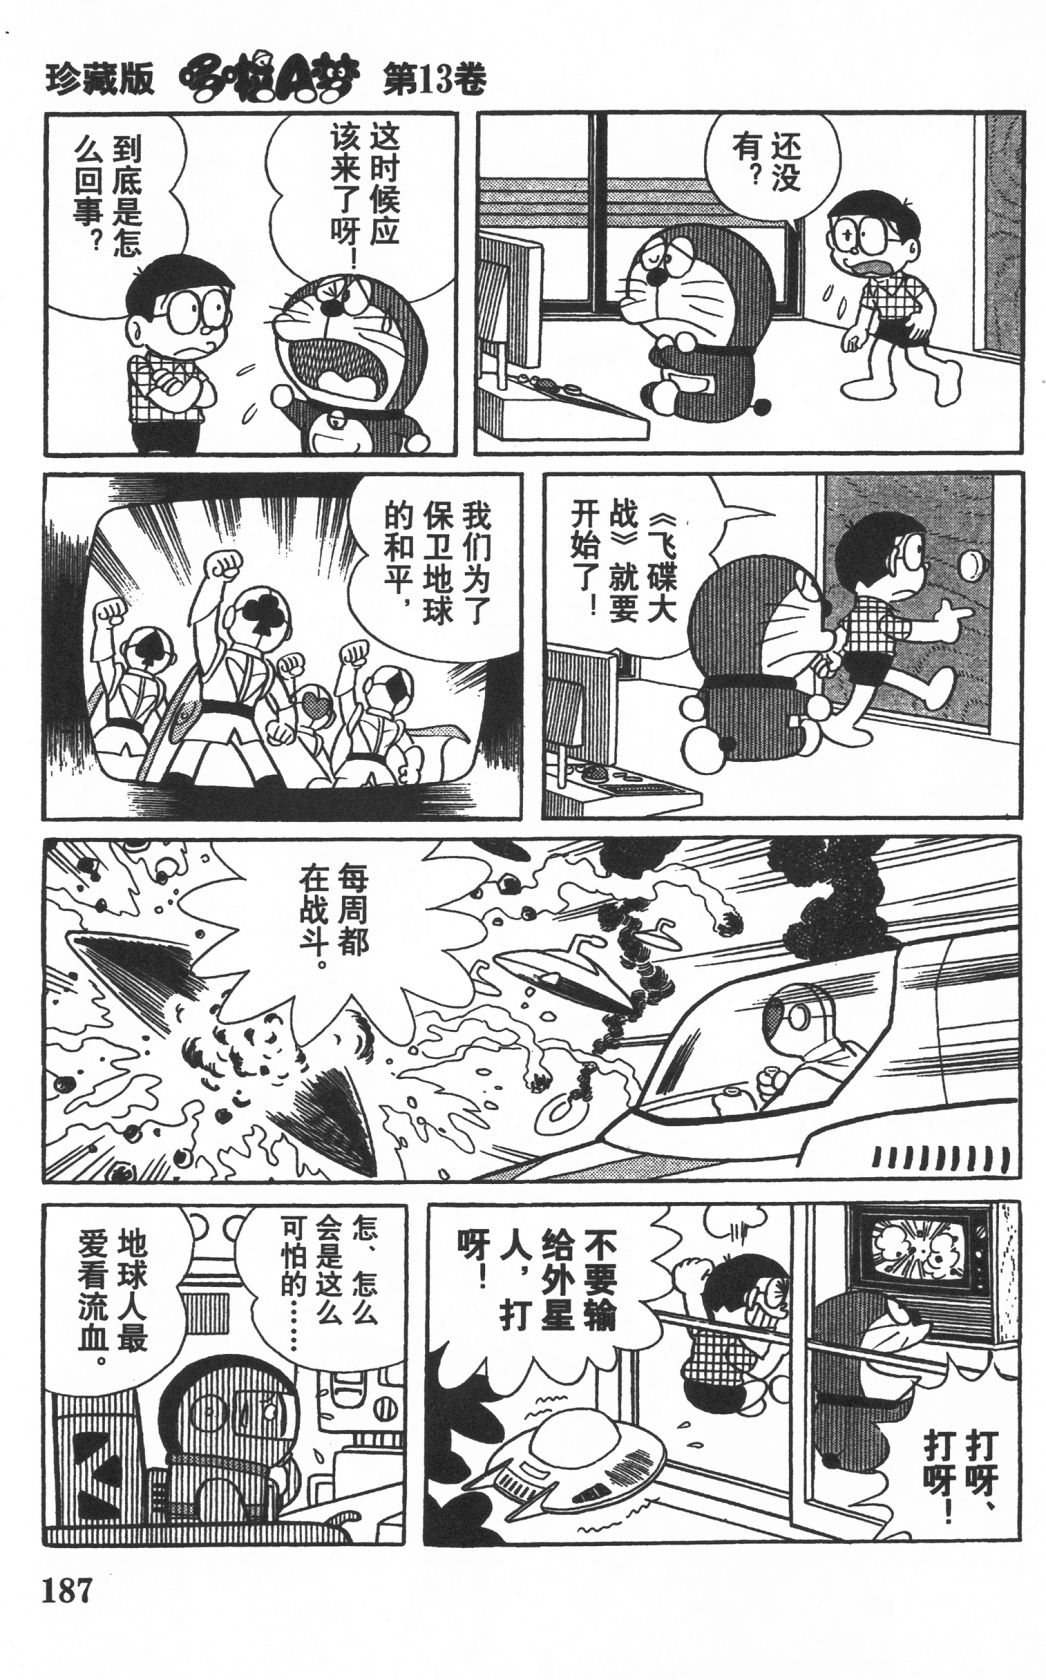 珍藏版 哆啦A梦 第13卷
还没
有?
这时候应
该来了呀!
到底是怎
么回事?
《飞碟大
战》就要
开始了!
我们为了
保卫地球
的和平,
每周都
在战斗。
打呀、
打呀!
不要输
给外星
人,打
呀!
怎、怎么
会是这么
可怕的……
地球人最
爱看流血。
187